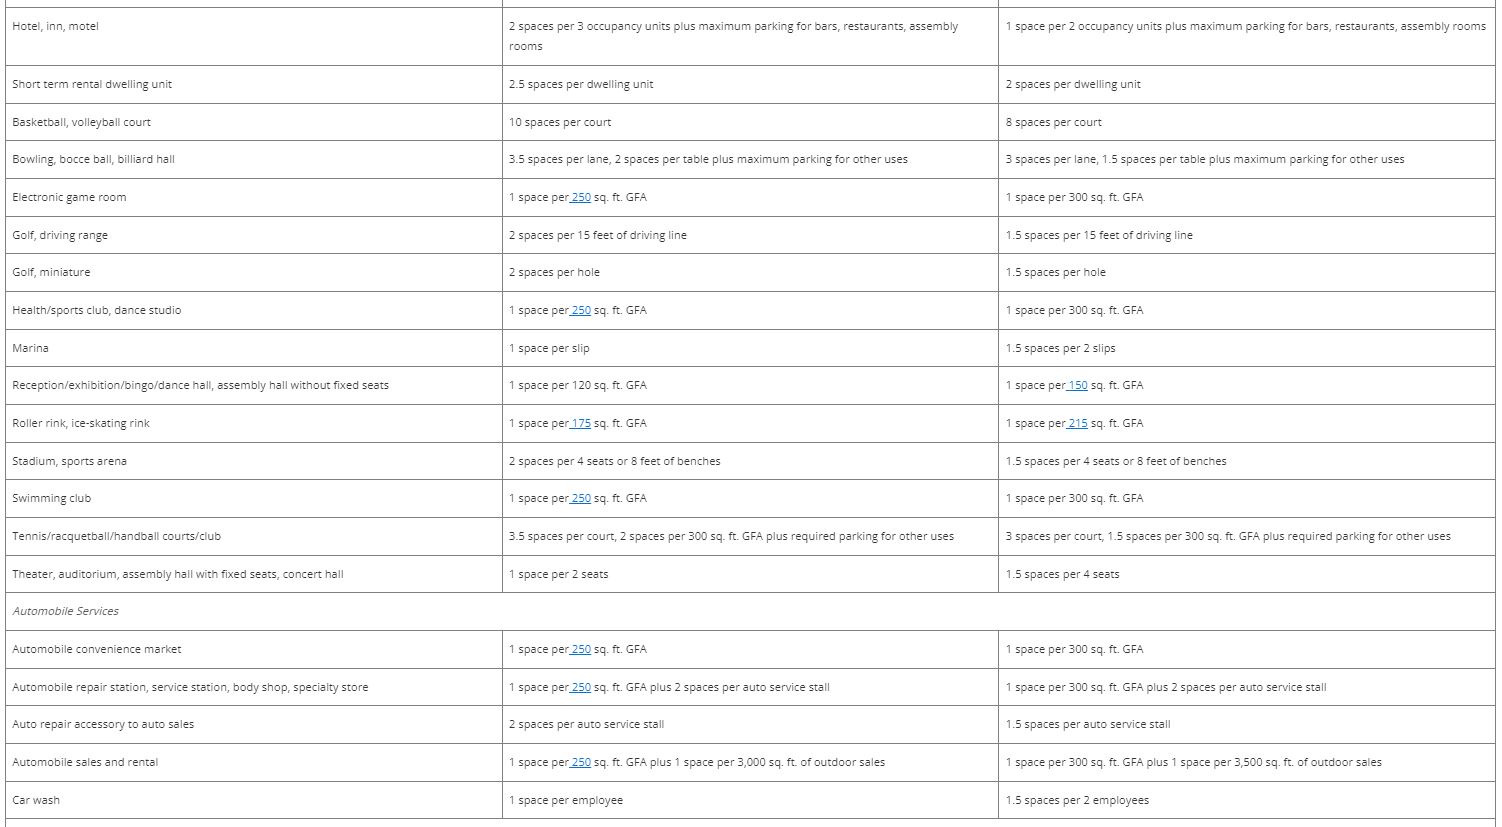 Hotel, inn, motel
2 spaces per 3 occupancy units plus maximum parking for bars, restaurants, assembly
rooms
1 space per 2 occupancy units plus maximum parking for bars, restaurants, assembly rooms
Short term rental dwelling unit
2.5 spaces per dwelling unit
2 spaces per dwelling unit
Basketball, volleyball court
10 spaces per court
8 spaces per court
Bowling, bocce ball, billiard hall
3.5 spaces per lane, 2 spaces per table plus maximum parking for other uses
3 spaces per lane, 1.5 spaces per table plus maximum parking for other uses
Electronic game room
1 space per 250 sq. ft. GFA
1 space per 300 sq. ft. GFA
Golf, driving range
2 spaces per 15 feet of driving line
1.5 spaces per 15 feet of driving line
Golf, miniature
2 spaces per hole
1.5 spaces per hole
Health/sports club, dance studio
1 space per 250 sq. ft. GFA
1 space per 300 sq. ft. GFA
Marina
1 space per slip
1.5 spaces per 2 slips
Reception/exhibition/bingo/dance hall, assembly hall without fixed seats
1 space per 120 sq. ft. GFA
1 space per 150 sq. ft. GFA
Roller rink, ice-skating rink
1 space per 175 sq. ft. GFA
1 space per 215 sq. ft. GFA
Stadium, sports arena
2 spaces per 4 seats or 8 feet of benches
1.5 spaces per 4 seats or 8 feet of benches
Swimming club
1 space per 250 sq. ft. GFA
1 space per 300 sq. ft. GFA
Tennis/racquetball/handball courts/club
3.5 spaces per court, 2 spaces per 300 sq. ft. GFA plus required parking for other uses
3 spaces per court, 1.5 spaces per 300 sq. ft. GFA plus required parking for other uses
Theater, auditorium, assembly hall with fixed seats, concert hall
1 space per 2 seats
1.5 spaces per 4 seats
Automobile Services
Automobile convenience market
1 space per 250 sq. ft. GFA
1 space per 300 sq. ft. GFA
Automobile repair station, service station, body shop, specialty store
1 space per 250 sq. ft. GFA plus 2 spaces per auto service stall
1 space per 300 sq. ft. GFA plus 2 spaces per auto service stall
Auto repair accessory to auto sales
2 spaces per auto service stall
1.5 spaces per auto service stall
Automobile sales and rental
1 space per 250 sq. ft. GFA plus 1 space per 3,000 sq. ft. of outdoor sales
1 space per 300 sq. ft. GFA plus 1 space per 3,500 sq. ft. of outdoor sales
Car wash
1 space per employee
1.5 spaces per 2 employees